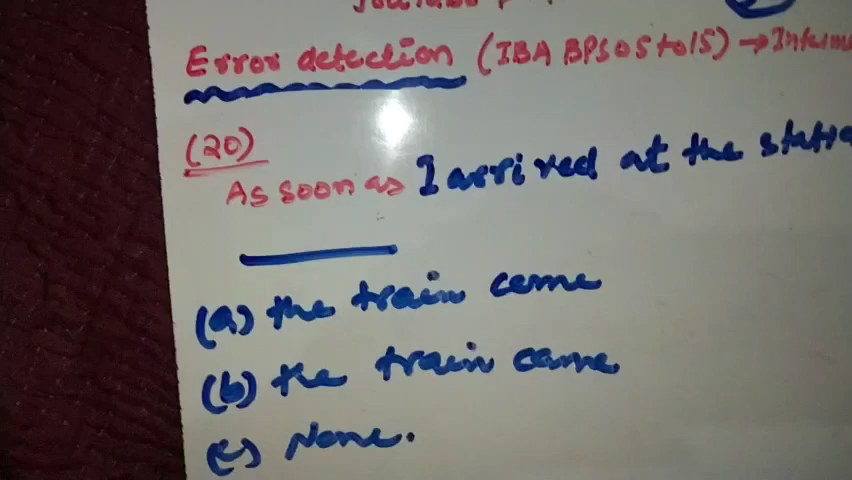 Error detection (IBA BPS 05 to 15) →
(20)
As soon as I arrived at the
(a) the train come
(b) the train came
(c) None.